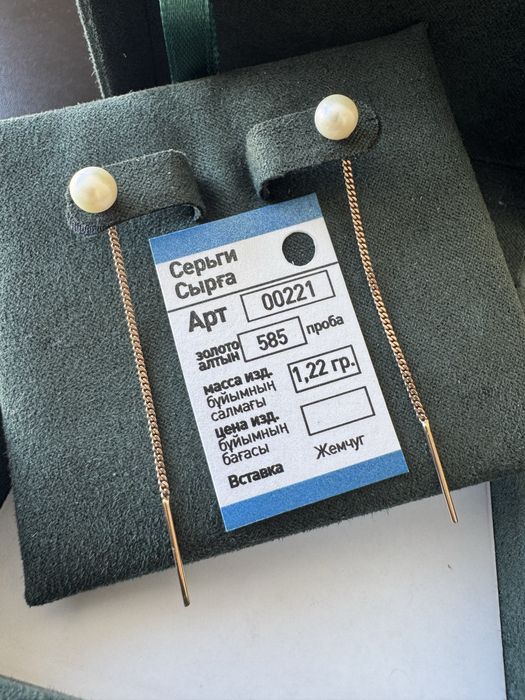 Серьги
Сырға
Арт 00221
золото
алтын 585 проба
масса изд.
бұйымның
салмағы 1,22 гр.
цена изд.
бұйымның
бағасы
Вставка Жемчуг